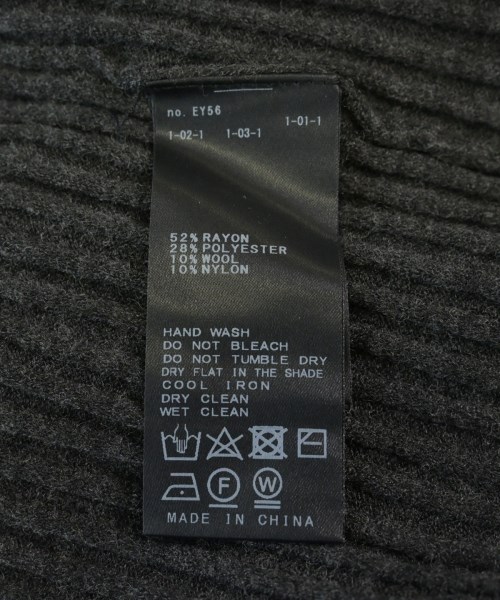 no. EY56
1-01-1
1-02-1 1-03-1
52% RAYON
28% POLYESTER
10% WOOL
10% NYLON
HAND WASH
DO NOT BLEACH
DO NOT TUMBLE DRY
DRY FLAT IN THE SHADE
COOL IRON
DRY CLEAN
WET CLEAN
F W
MADE IN CHINA